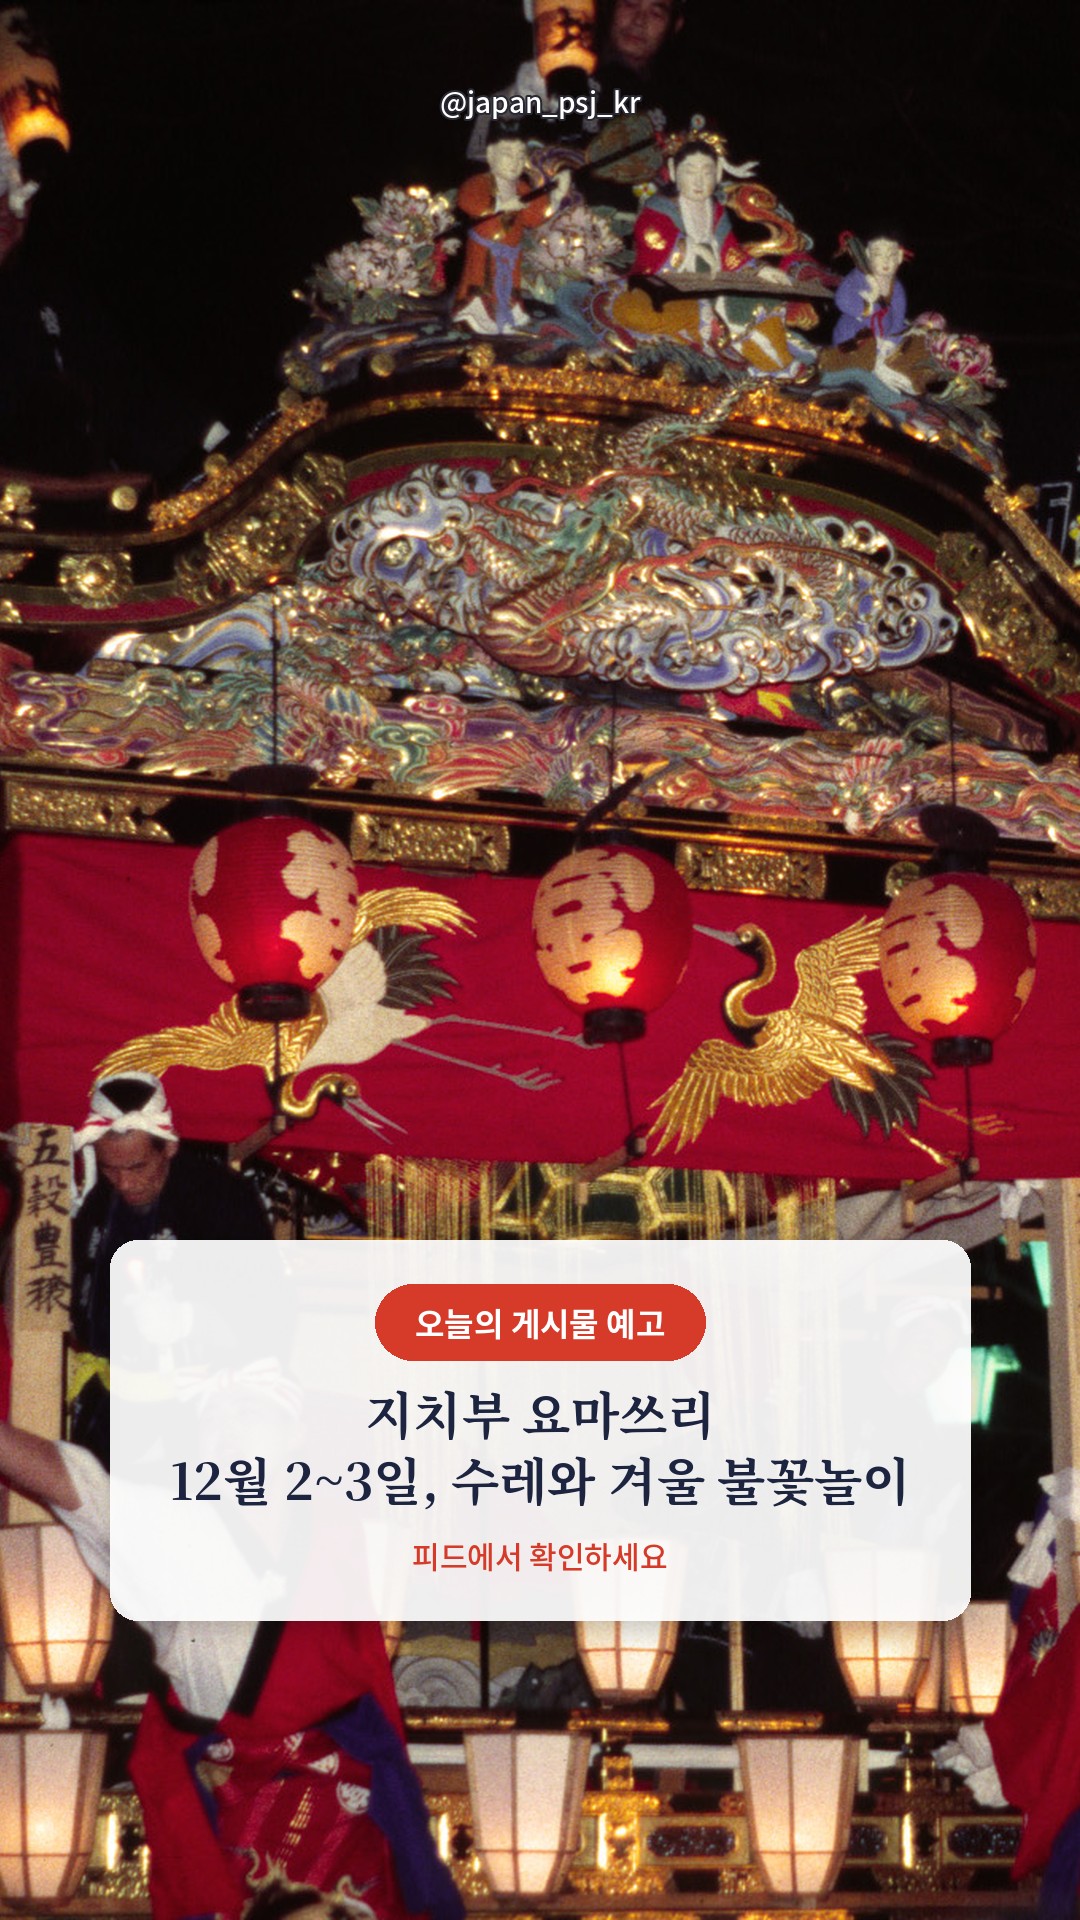 @japan_psj_kr
五穀豊穣
오늘의 게시물 예고
지치부 요마쓰리
12월 2~3일, 수레와 겨울 불꽃놀이
피드에서 확인하세요